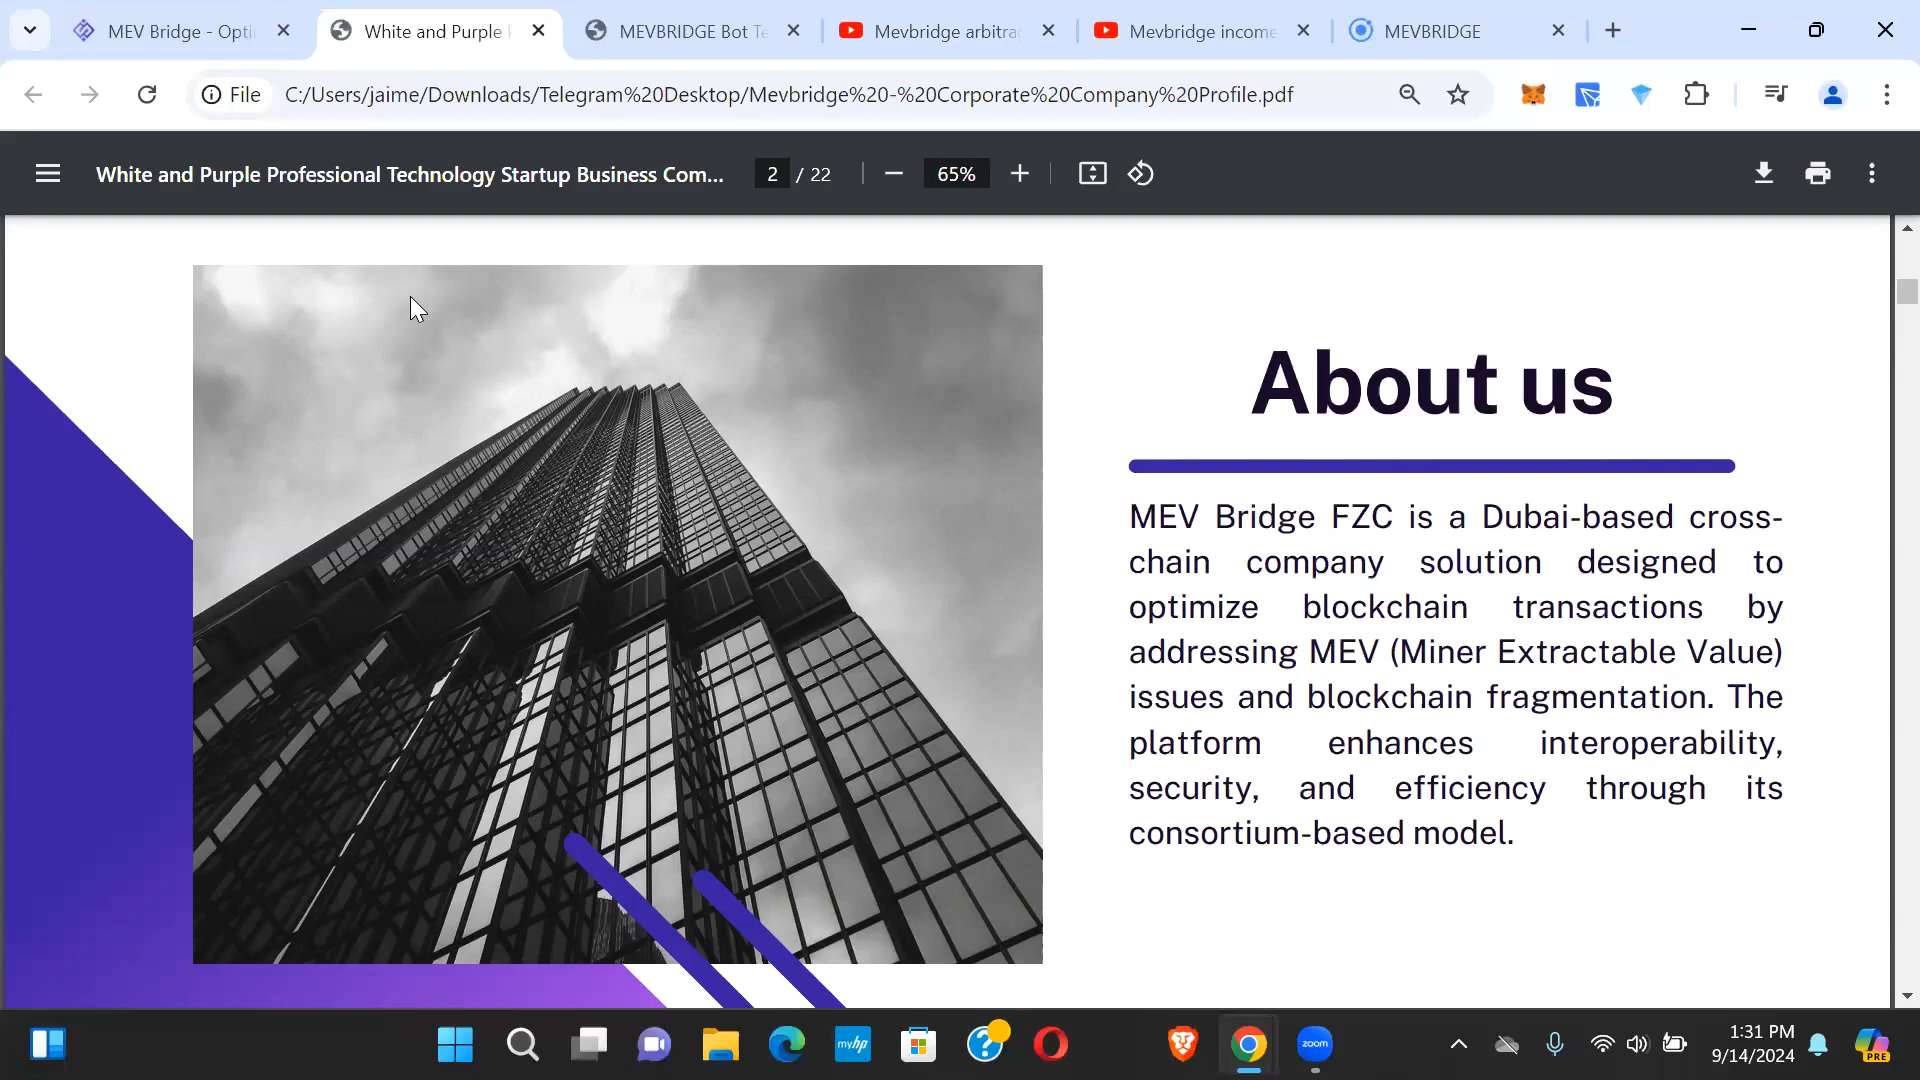 MEV Bridge - Opti
White and Purple
MEVBRIDGE Bot Te
Mevbridge arbitra
Mevbridge income
MEVBRIDGE
File
C:/Users/jaime/Downloads/Telegram%20Desktop/Mevbridge%20-%20Corporate%20Company%20Profile.pdf
White and Purple Professional Technology Startup Business Com...
2 / 22
65%
About us
MEV Bridge FZC is a Dubai-based cross-
chain company solution designed to
optimize blockchain transactions by
addressing MEV (Miner Extractable Value)
issues and blockchain fragmentation. The
platform enhances interoperability,
security, and efficiency through its
consortium-based model.
myhp
zoom
1:31 PM
9/14/2024
PRE